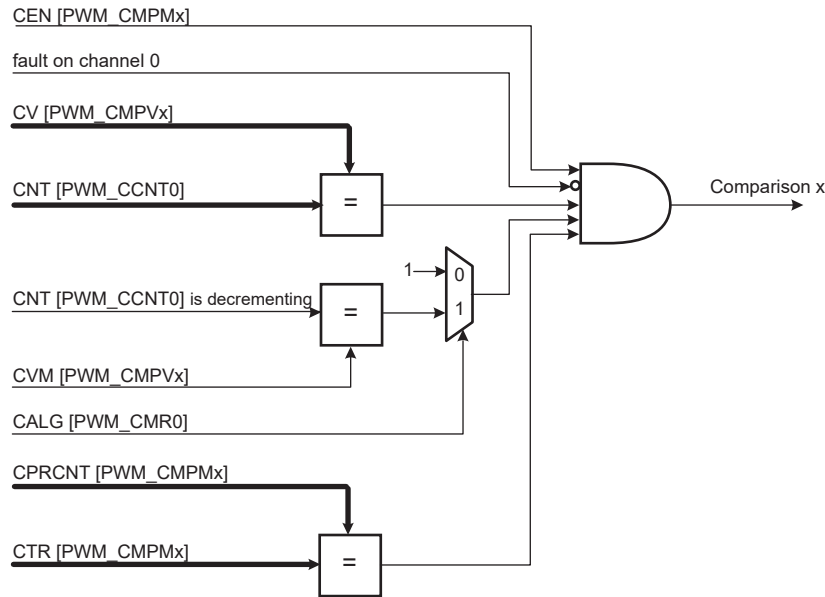 CEN [PWM_CMPMx]
fault on channel 0
CV [PWM_CMPVx]
CNT [PWM_CCNT0]
=
Comparison x
1
0
CNT [PWM_CCNT0] is decrementing
=
1
CVM [PWM_CMPVx]
CALG [PWM_CMR0]
CPRCNT [PWM_CMPMx]
CTR [PWM_CMPMx]
=